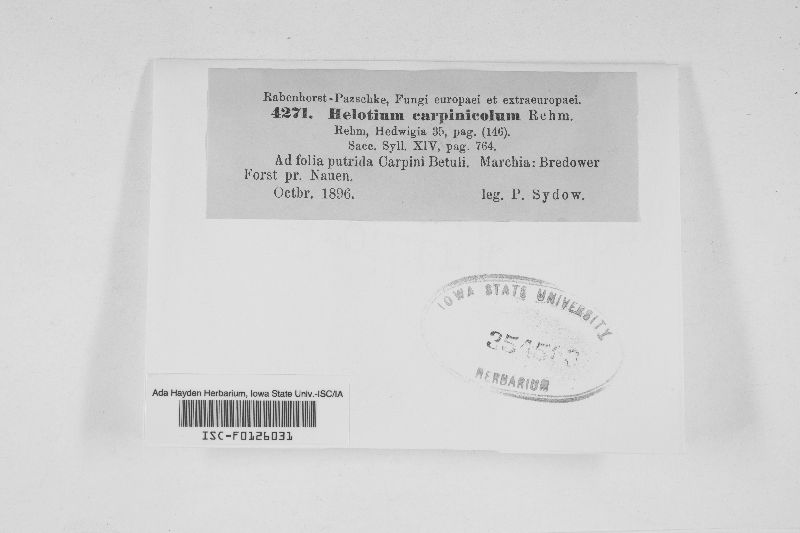 Rabenhorst-Pazschke, Fungi europaei et extraeuropaei.
4271. Helotium carpinicolum Rehm.
Rehm, Hedwigia 35, pag. (146).
Sacc. Syll. XIV, pag. 764.
Ad folia putrida Carpini Betuli. Marchia: Bredower
Forst pr. Nauen.
Octbr. 1896. leg. P. Sydow.
IOWA STATE UNIVERSITY
HERBARIUM
Ada Hayden Herbarium, Iowa State Univ.-ISC/IA
ISC-F0126031